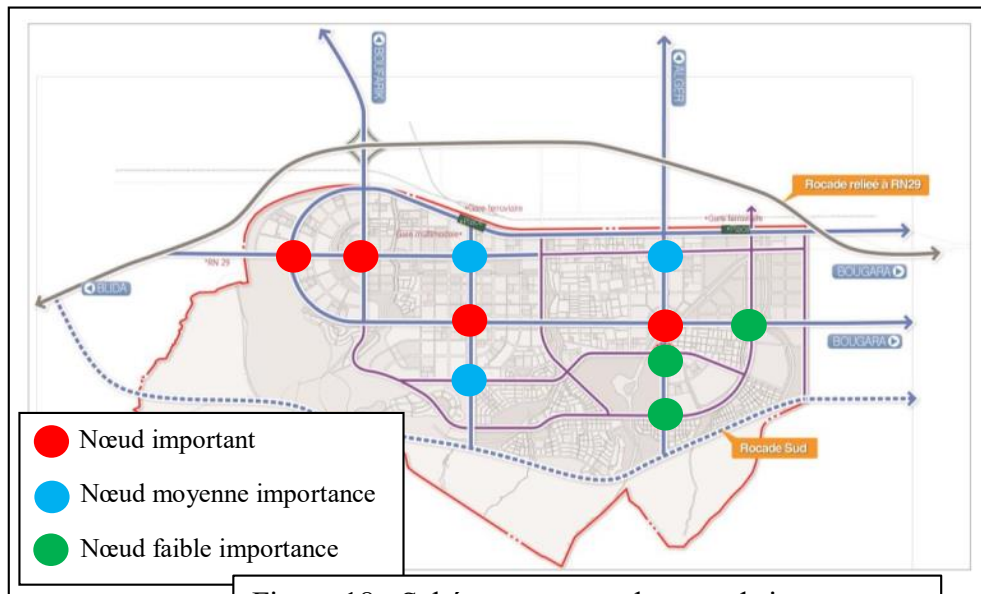 BOUFARIK
ALGER
Rocade relieé à RN29
*Gare ferroviaire
*Gare ferroviaire
Gare multimodale*
*RN 29
BOUGARA
BLIDA
BOUGARA
Rocade Sud
Nœud important
Nœud moyenne importance
Nœud faible importance